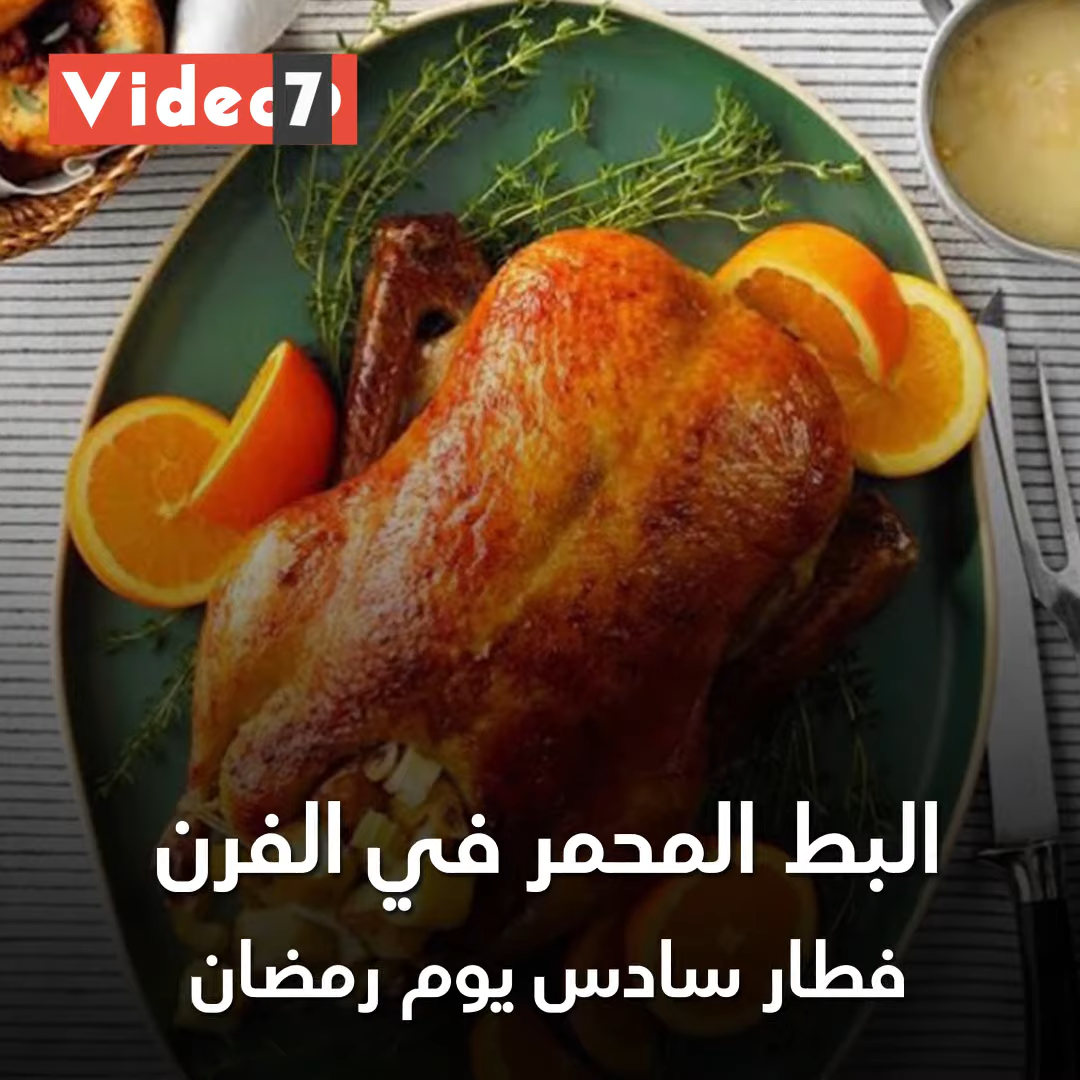 Video7
البط المحمر في الفرن
فطار سادس يوم رمضان